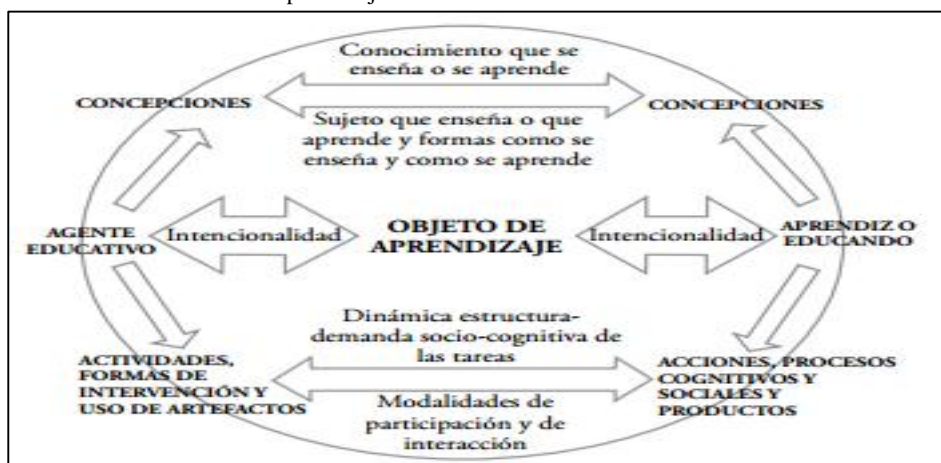 Conocimiento que se
enseña o se aprende
CONCEPCIONES
CONCEPCIONES
Sujeto que enseña o que
aprende y formas como se
enseña y como se aprende
AGENTE
EDUCATIVO
Intencionalidad
OBJETO DE
APRENDIZAJE
Intencionalidad
APRENDIZ O
EDUCANDO
Dinámica estructura-
demanda socio-cognitiva de
las tareas
ACTIVIDADES,
FORMAS DE
INTERVENCIÓN Y
USO DE ARTEFACTOS
ACCIONES, PROCESOS
COGNITIVOS Y
SOCIALES Y
PRODUCTOS
Modalidades de
participación y de
interacción